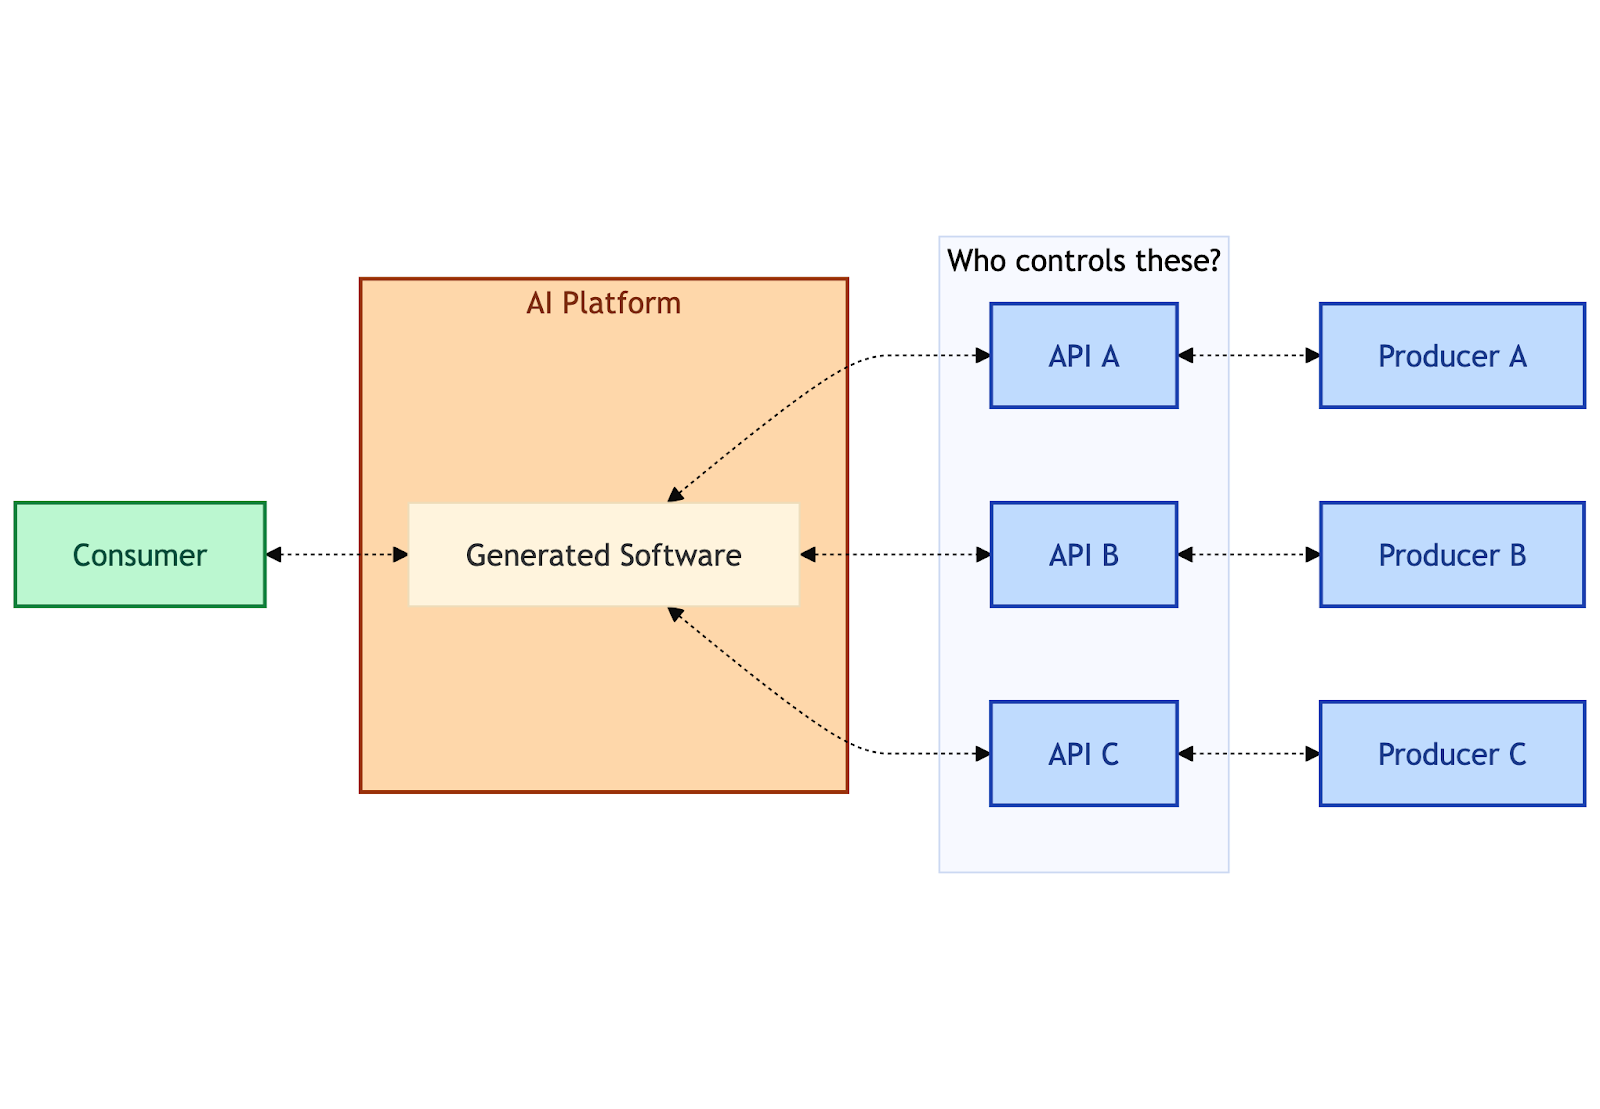 Who controls these?
AI Platform
API A
Producer A
Consumer
Generated Software
API B
Producer B
API C
Producer C